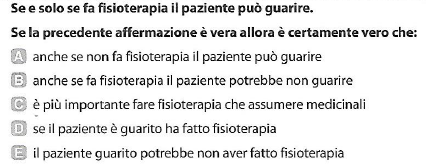 Se e solo se fa fisioterapia il paziente può guarire.
Se la precedente affermazione è vera allora è certamente vero che:
A anche se non fa fisioterapia il paziente può guarire
B anche se fa fisioterapia il paziente potrebbe non guarire
C è più importante fare fisioterapia che assumere medicinali
D se il paziente è guarito ha fatto fisioterapia
E il paziente guarito potrebbe non aver fatto fisioterapia